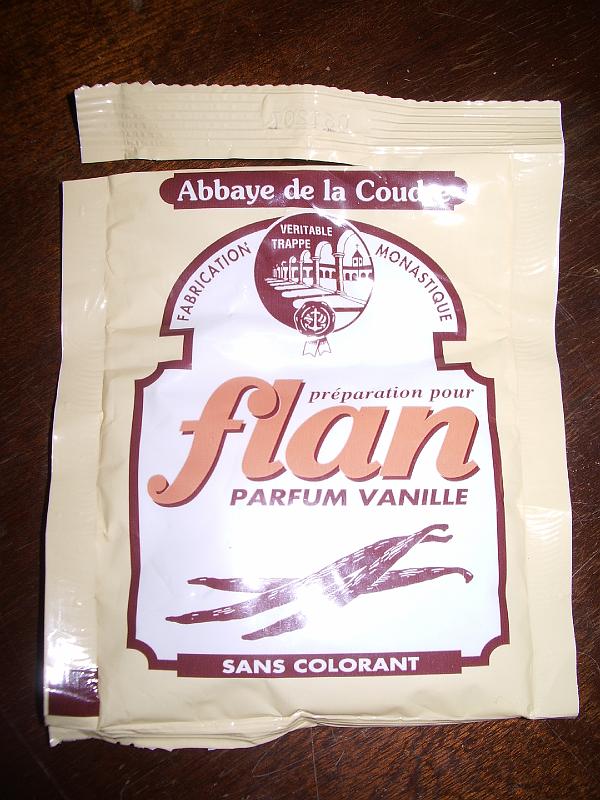 Abbaye de la Coudre
VERITABLE
TRAPPE
FABRICATION MONASTIQUE
préparation pour
flan
PARFUM VANILLE
SANS COLORANT